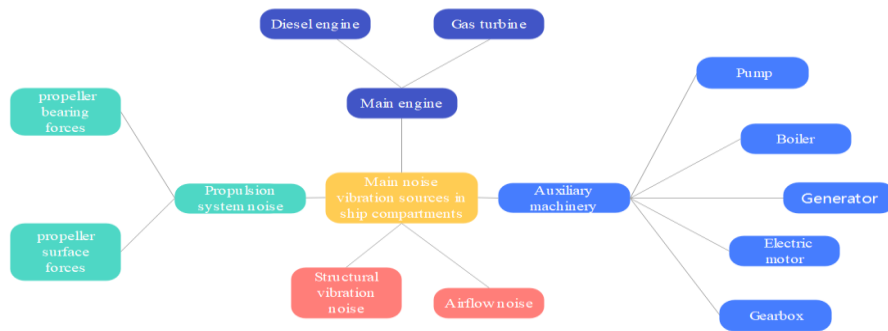 Diesel engine
Gas turbine
Main engine
propeller
bearing
forces
Propulsion
system noise
propeller
surface
forces
Main noise
vibration sources in
ship compartments
Structural
vibration
noise
Airflow noise
Auxiliary
machinery
Pump
Boiler
Generator
Electric
motor
Gearbox